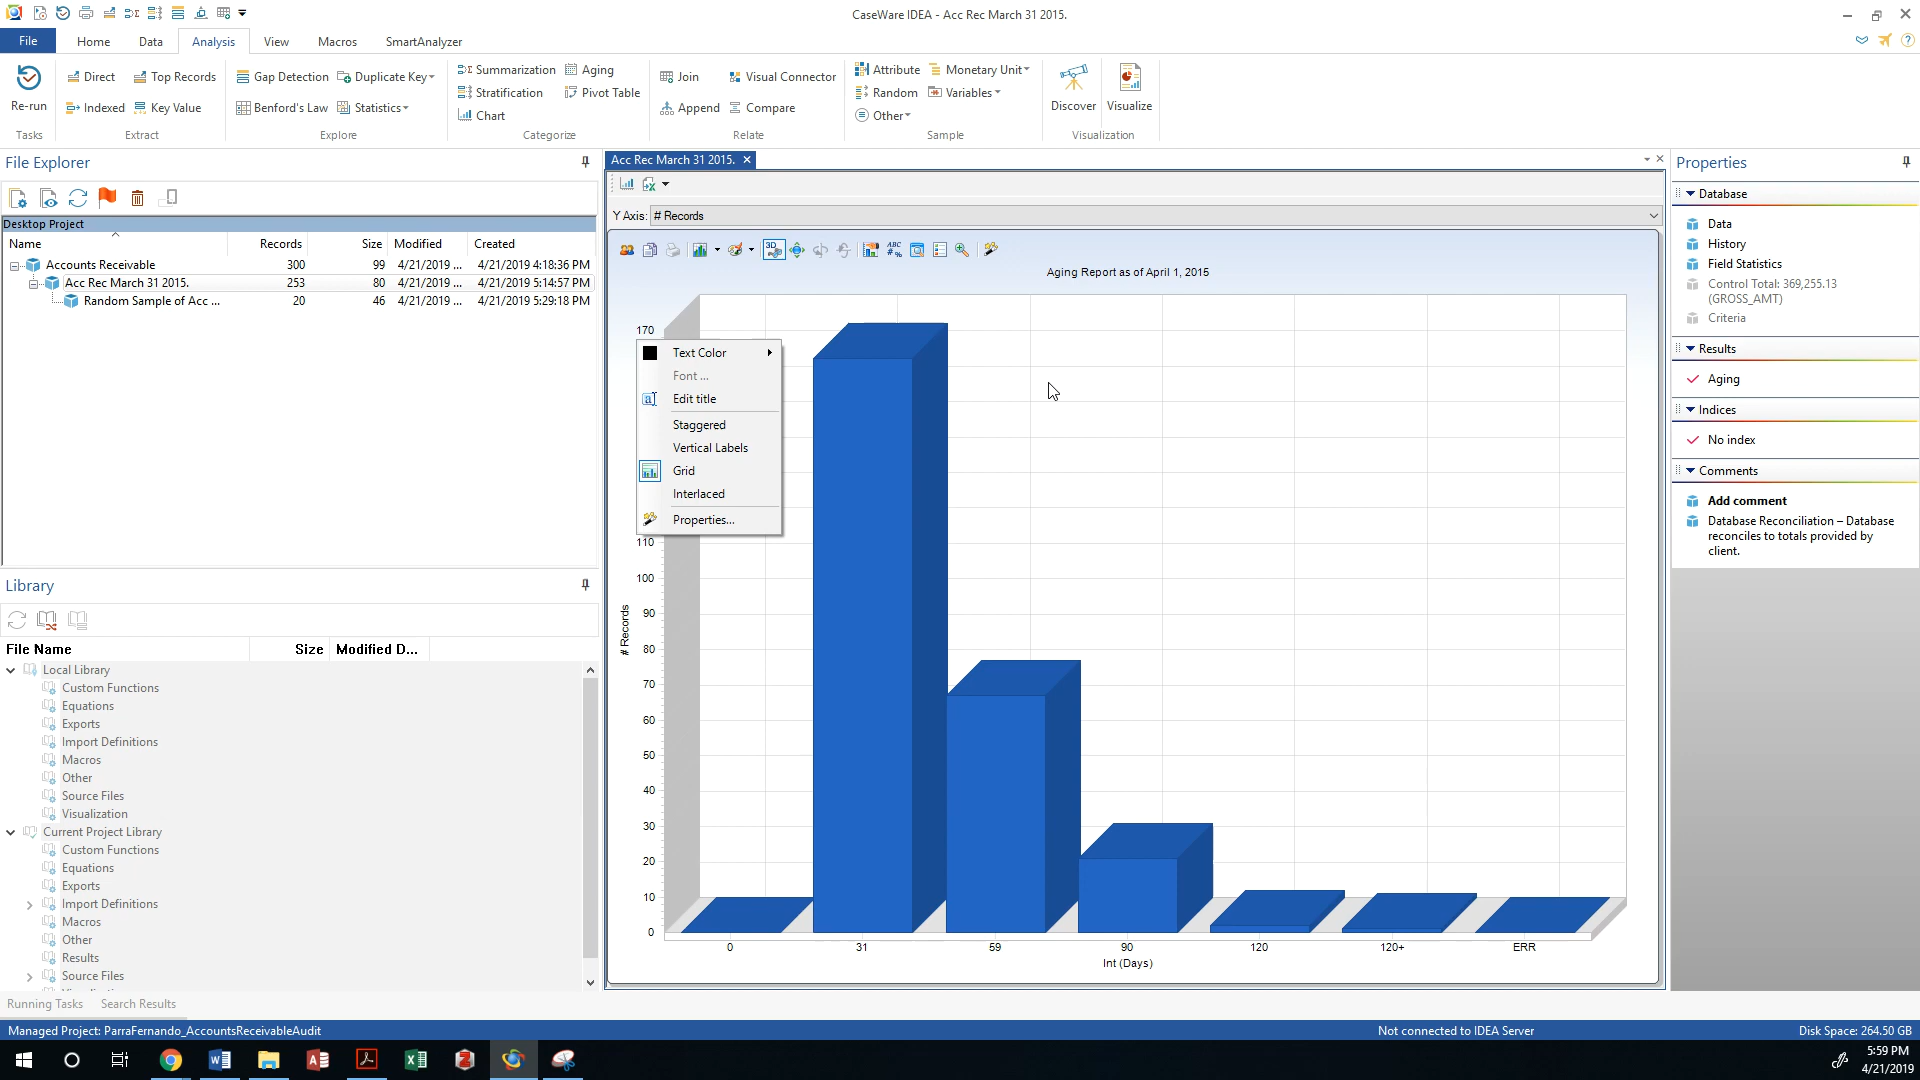 CaseWare IDEA - Acc Rec March 31 2015.
File Home Data Analysis View Macros SmartAnalyzer
Re-run
Tasks
Direct Top Records
Indexed Key Value
Extract
Gap Detection Duplicate Key
Benford's Law Statistics
Explore
Summarization Aging
Stratification Pivot Table
Chart
Categorize
Join Visual Connector
Append Compare
Relate
Attribute Monetary Unit
Random Variables
Other
Sample
Discover Visualize
Visualization
File Explorer
Desktop Project
Name Records Size Modified Created
Accounts Receivable 300 99 4/21/2019 ... 4/21/2019 4:18:36 PM
Acc Rec March 31 2015. 253 80 4/21/2019 ... 4/21/2019 5:14:57 PM
Random Sample of Acc ... 20 46 4/21/2019 ... 4/21/2019 5:29:18 PM
Library
File Name Size Modified D...
Local Library
Custom Functions
Equations
Exports
Import Definitions
Macros
Other
Source Files
Visualization
Current Project Library
Custom Functions
Equations
Exports
Import Definitions
Macros
Other
Results
Source Files
Running Tasks Search Results
Acc Rec March 31 2015.
Y Axis: # Records
3D
ABC
#.%
Aging Report as of April 1, 2015
170
Text Color
Font ...
Edit title
Staggered
Vertical Labels
Grid
Interlaced
Properties...
110
100
90
80
70
60
50
40
30
20
10
0
# Records
0 31 59 90 120 120+ ERR
Int (Days)
Properties
Database
Data
History
Field Statistics
Control Total: 369,255.13
(GROSS_AMT)
Criteria
Results
Aging
Indices
No index
Comments
Add comment
Database Reconciliation – Database
reconciles to totals provided by
client.
Managed Project: ParraFernando_AccountsReceivableAudit Not connected to IDEA Server Disk Space: 264.50 GB
5:59 PM
4/21/2019